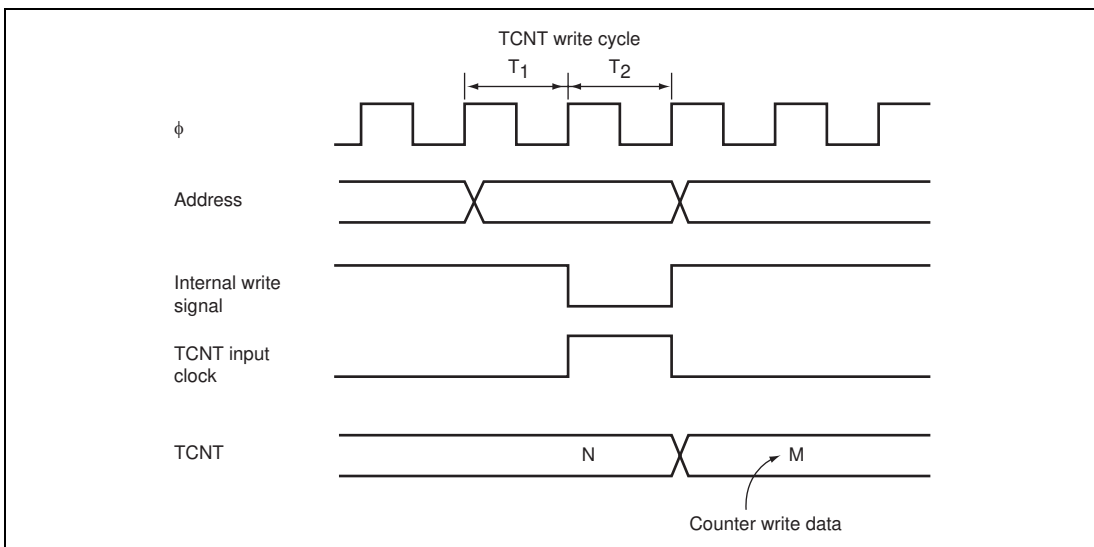 TCNT write cycle
T1 T2
ϕ
Address
Internal write
signal
TCNT input
clock
TCNT
N M
Counter write data